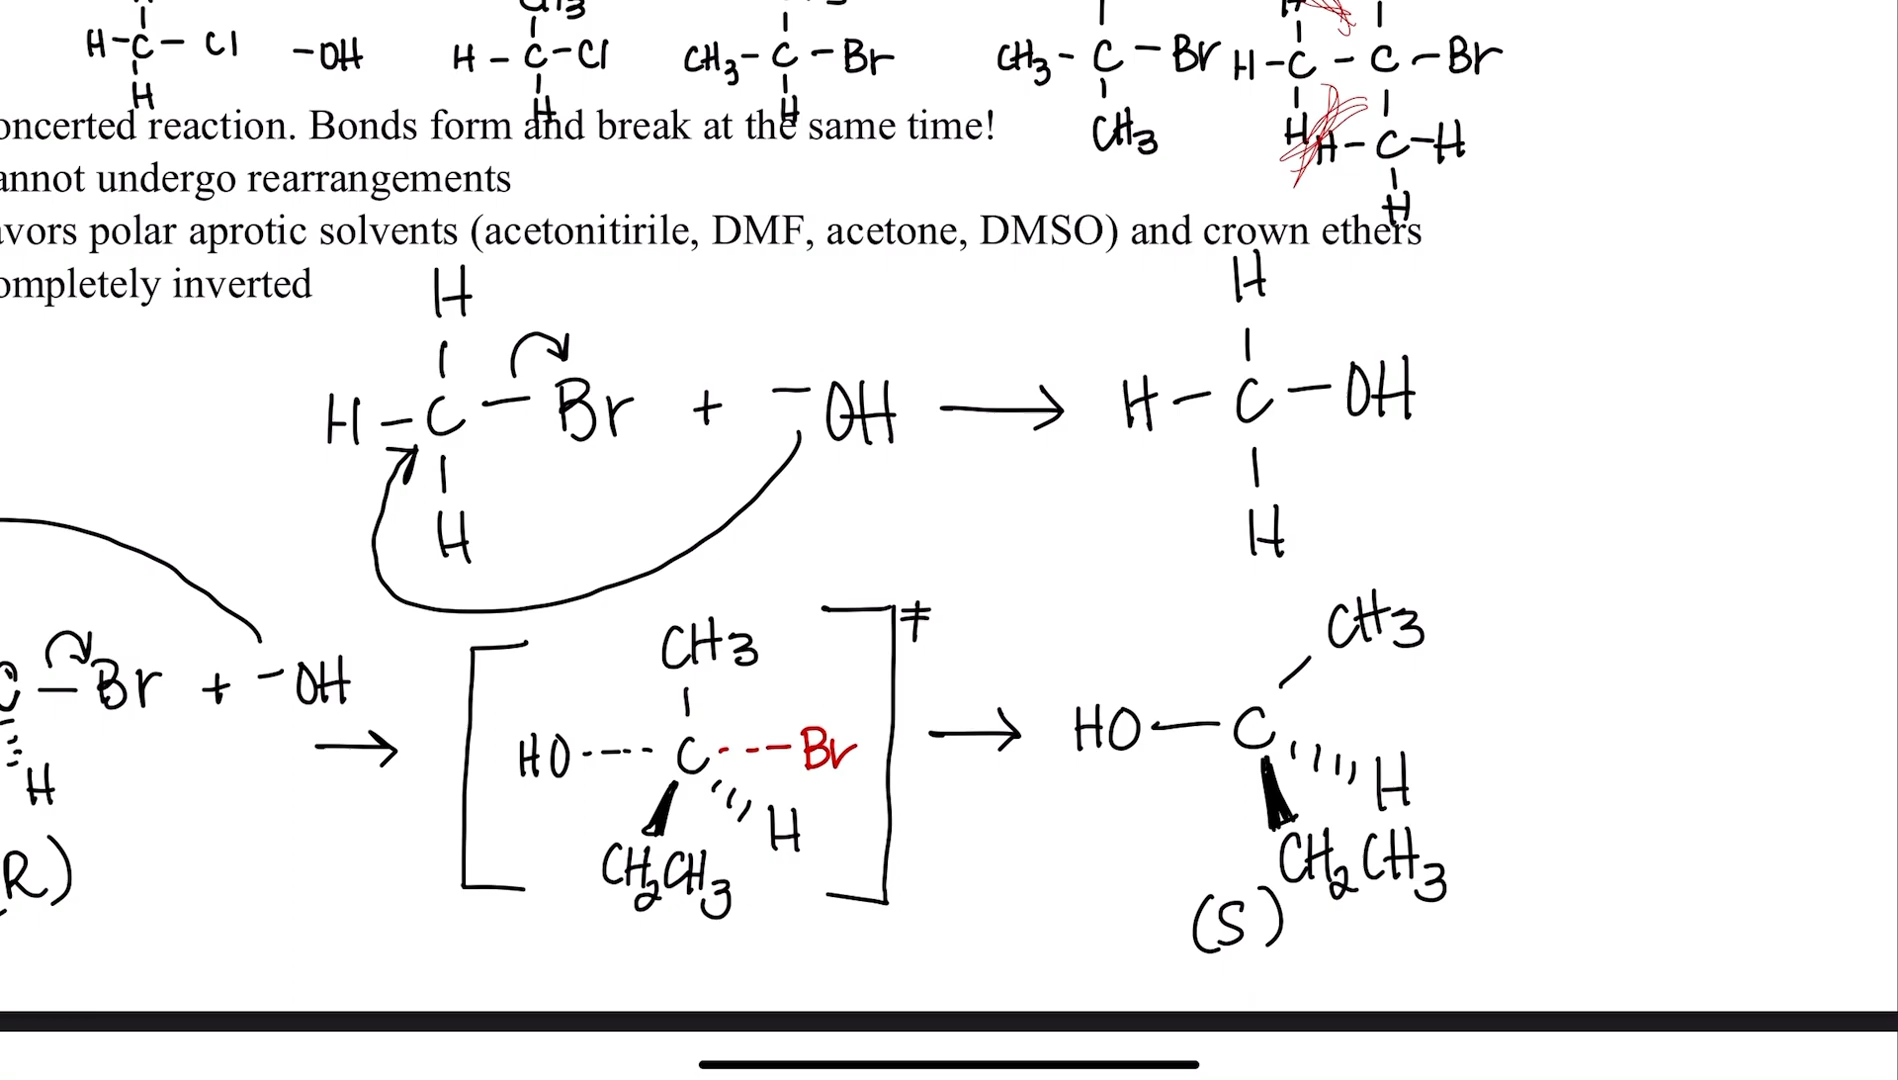 CH3
H-C-Cl -OH H-C-Cl CH3-C-Br CH3-C-Br H-C-C-Br
H H H CH3 H H-C-H
H
oncerted reaction. Bonds form and break at the same time!
annot undergo rearrangements
vors polar aprotic solvents (acetonitirile, DMF, acetone, DMSO) and crown ethers
ompletely inverted
H H
H-C-Br + -OH → H-C-OH
H H
CH3 ‡ CH3
C-Br + -OH → HO----C---Br → HO-C
H H H
CH2CH3 CH2CH3
R) (S)